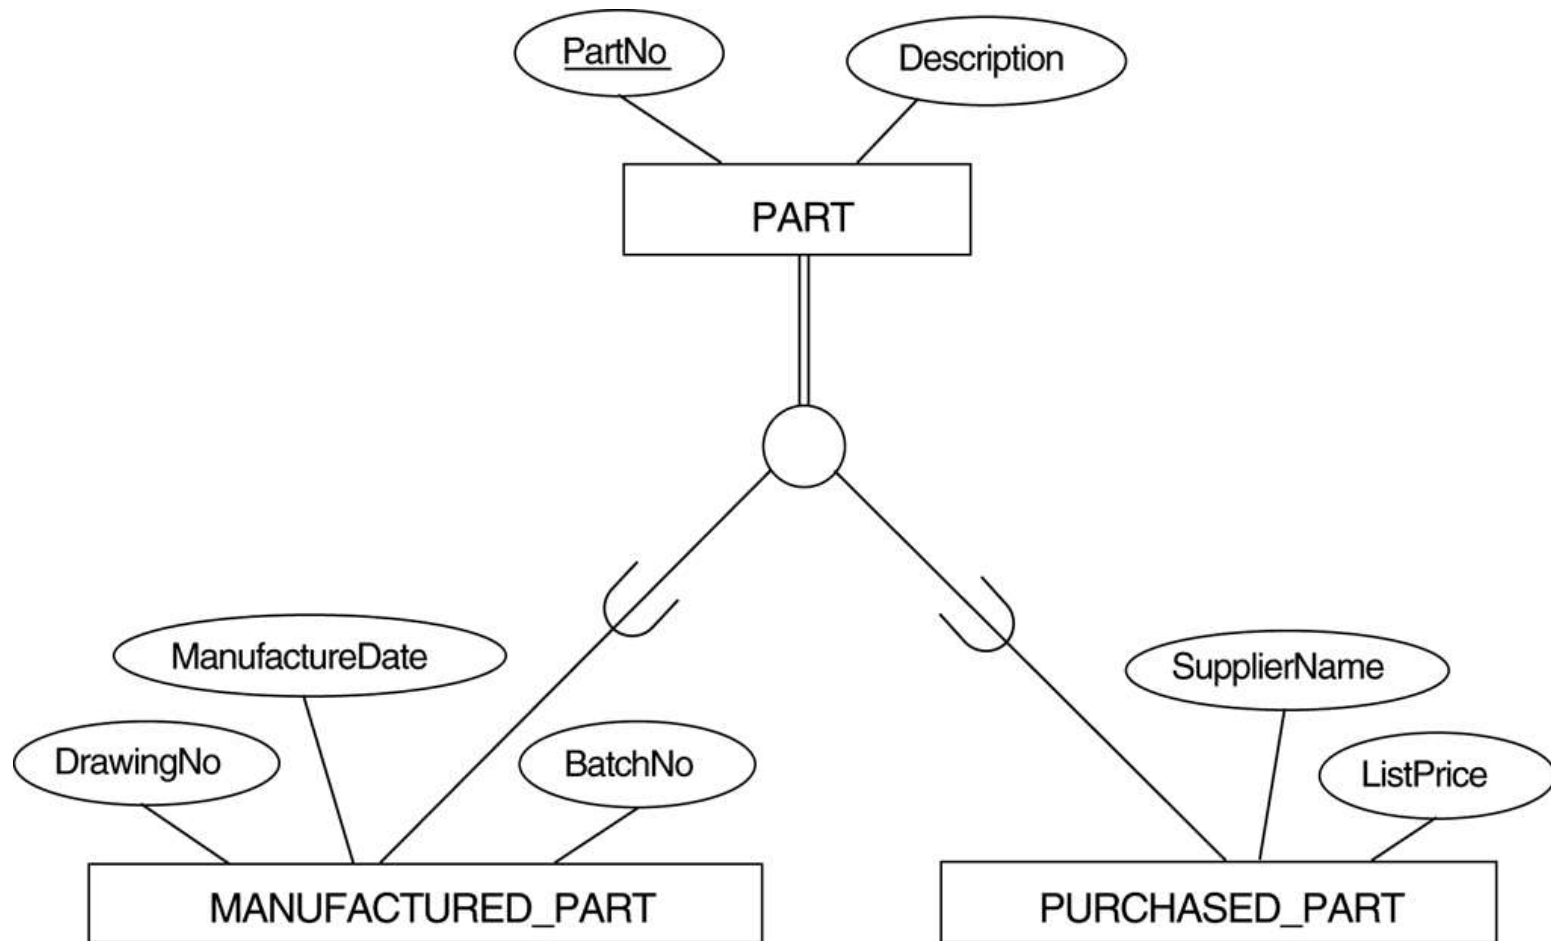 PartNo
Description
PART
ManufactureDate
SupplierName
DrawingNo
BatchNo
ListPrice
MANUFACTURED_PART
PURCHASED_PART